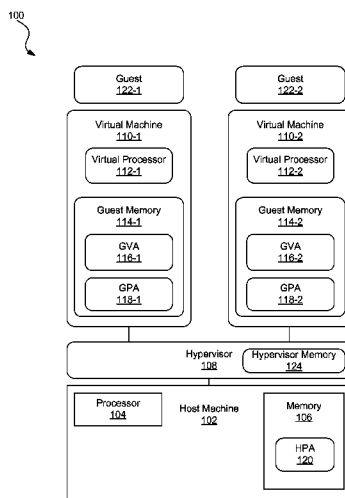 100
Guest
122-1
Guest
122-2
Virtual Machine
110-1
Virtual Machine
110-2
Virtual Processor
112-1
Virtual Processor
112-2
Guest Memory
114-1
Guest Memory
114-2
GVA
116-1
GVA
116-2
GPA
118-1
GPA
118-2
Hypervisor
108
Hypervisor Memory
124
Processor
104
Host Machine
102
Memory
106
HPA
120